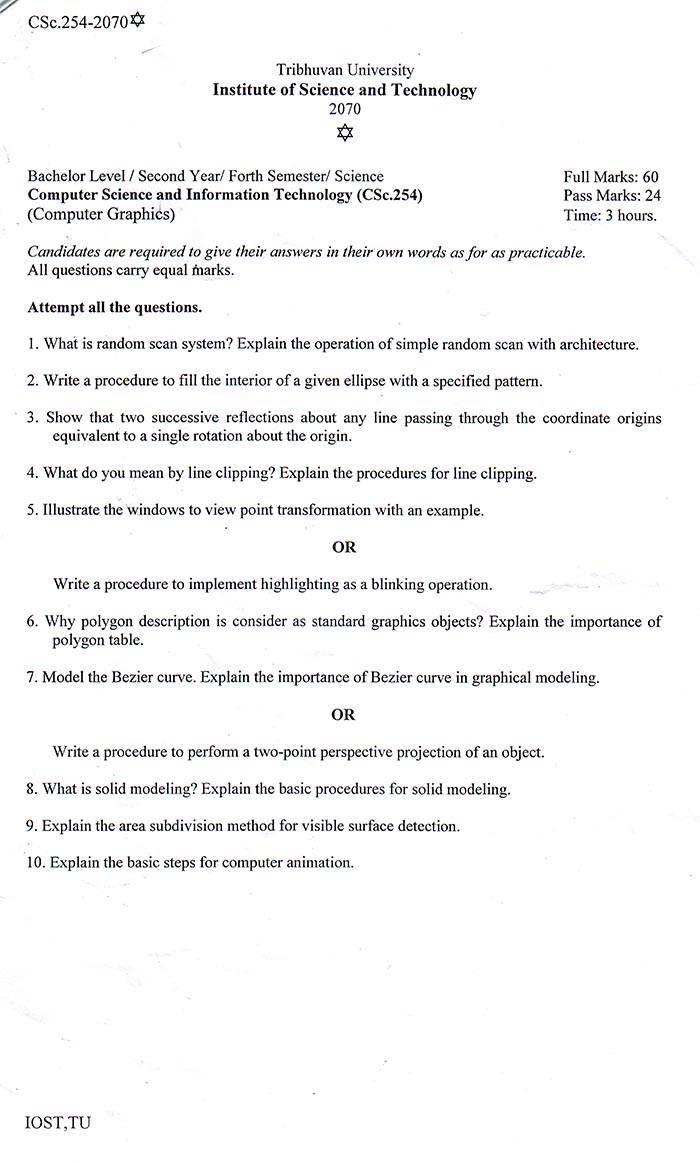 CSc.254-2070✡
Tribhuvan University
Institute of Science and Technology
2070
✡
Bachelor Level / Second Year/ Forth Semester/ Science Full Marks: 60
Computer Science and Information Technology (CSc.254) Pass Marks: 24
(Computer Graphics) Time: 3 hours.
Candidates are required to give their answers in their own words as for as practicable.
All questions carry equal marks.
Attempt all the questions.
1. What is random scan system? Explain the operation of simple random scan with architecture.
2. Write a procedure to fill the interior of a given ellipse with a specified pattern.
3. Show that two successive reflections about any line passing through the coordinate origins
equivalent to a single rotation about the origin.
4. What do you mean by line clipping? Explain the procedures for line clipping.
5. Illustrate the windows to view point transformation with an example.
OR
Write a procedure to implement highlighting as a blinking operation.
6. Why polygon description is consider as standard graphics objects? Explain the importance of
polygon table.
7. Model the Bezier curve. Explain the importance of Bezier curve in graphical modeling.
OR
Write a procedure to perform a two-point perspective projection of an object.
8. What is solid modeling? Explain the basic procedures for solid modeling.
9. Explain the area subdivision method for visible surface detection.
10. Explain the basic steps for computer animation.
IOST,TU